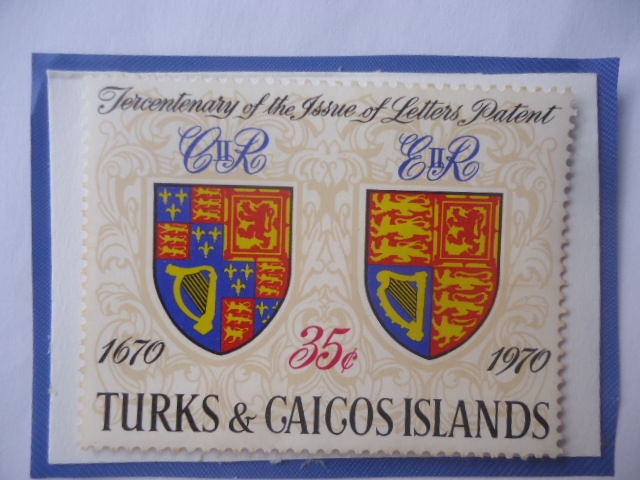 Tercentenary of the Issue of Letters Patent
CIIR EIIR
1670 35¢ 1970
TURKS & CAICOS ISLANDS